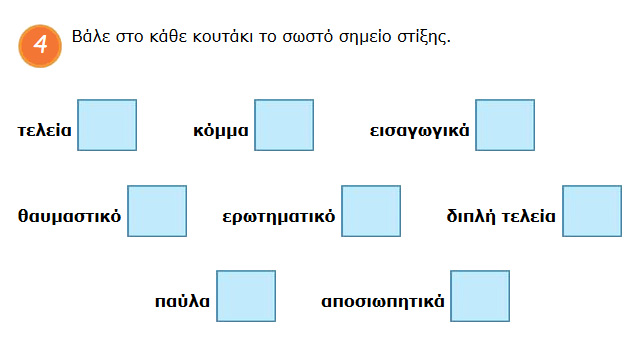 4 Βάλε στο κάθε κουτάκι το σωστό σημείο στίξης.
τελεία κόμμα εισαγωγικά
θαυμαστικό ερωτηματικό διπλή τελεία
παύλα αποσιωπητικά